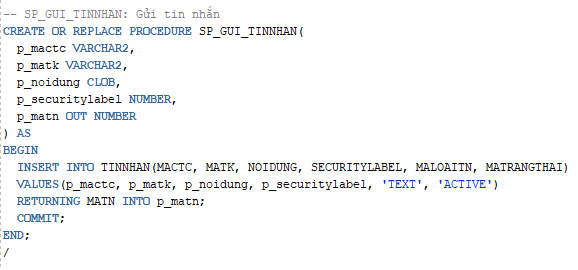 -- SP_GUI_TINNHAN: Gửi tin nhắn
CREATE OR REPLACE PROCEDURE SP_GUI_TINNHAN(
  p_mactc VARCHAR2,
  p_matk VARCHAR2,
  p_noidung CLOB,
  p_securitylabel NUMBER,
  p_matn OUT NUMBER
) AS
BEGIN
  INSERT INTO TINNHAN(MACTC, MATK, NOIDUNG, SECURITYLABEL, MALOAITN, MATRANGTHAI)
  VALUES(p_mactc, p_matk, p_noidung, p_securitylabel, 'TEXT', 'ACTIVE')
  RETURNING MATN INTO p_matn;
  COMMIT;
END;
/